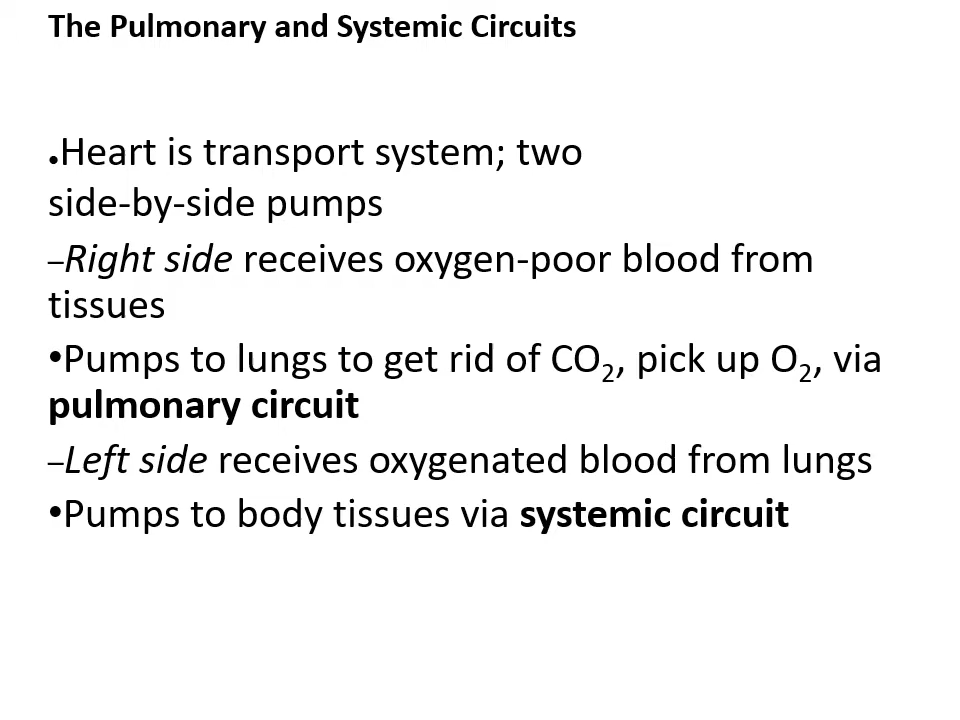 The Pulmonary and Systemic Circuits
•Heart is transport system; two
side-by-side pumps
–Right side receives oxygen-poor blood from
tissues
•Pumps to lungs to get rid of CO₂, pick up O₂, via
pulmonary circuit
–Left side receives oxygenated blood from lungs
•Pumps to body tissues via systemic circuit